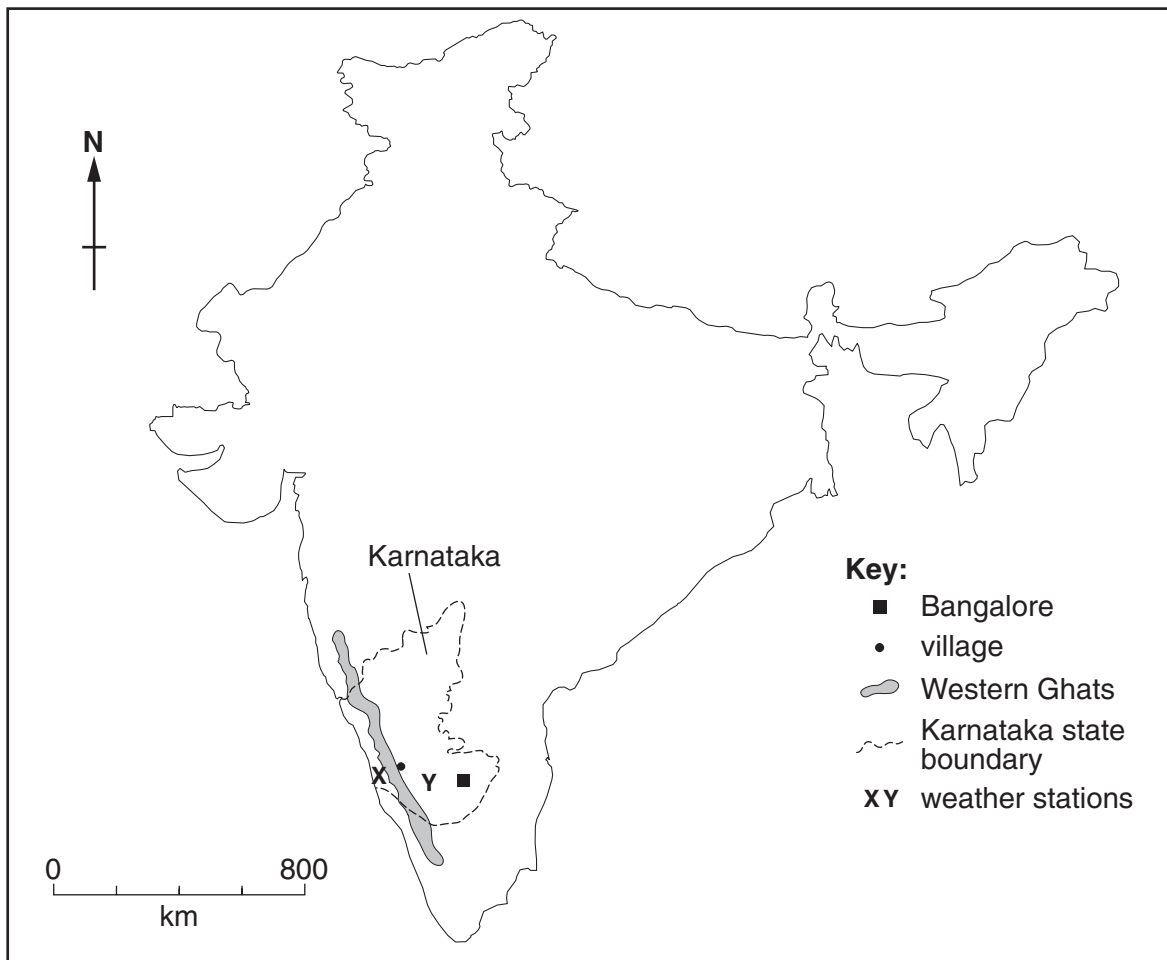 N
Karnataka
X
Y
0 800
km
Key:
Bangalore
village
Western Ghats
Karnataka state
boundary
X Y weather stations